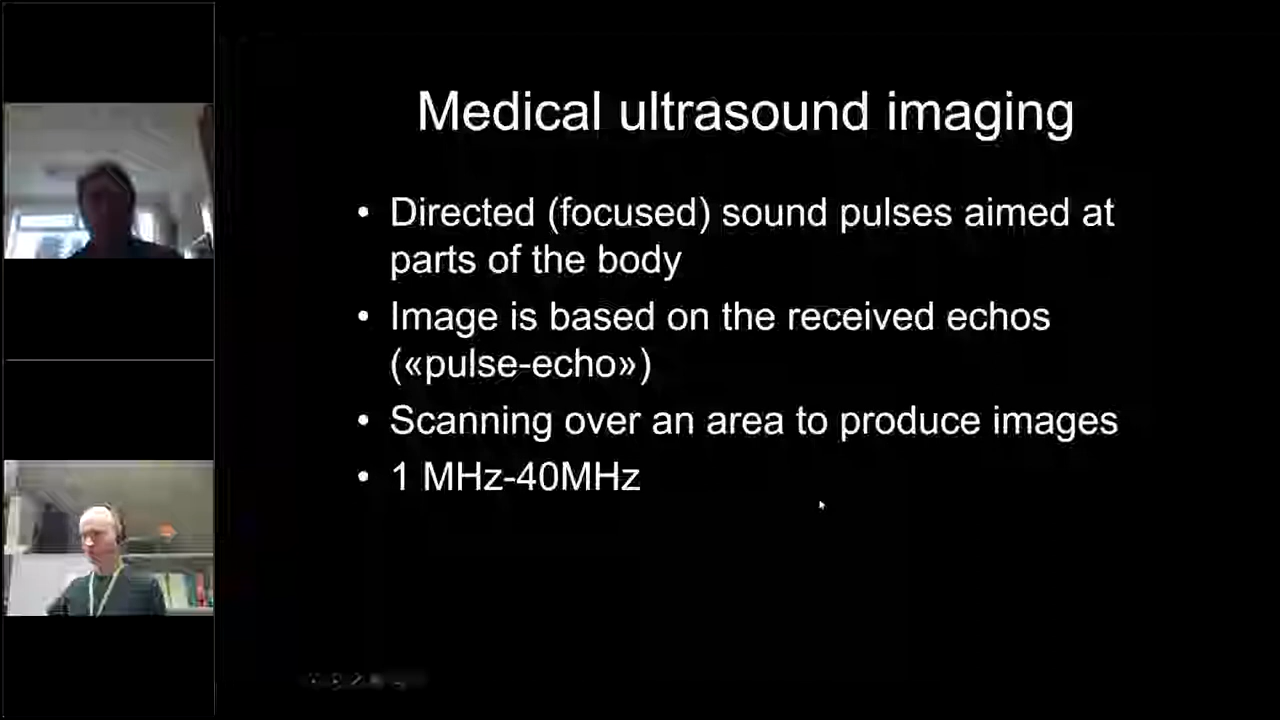 Medical ultrasound imaging
• Directed (focused) sound pulses aimed at
parts of the body
• Image is based on the received echos
(«pulse-echo»)
• Scanning over an area to produce images
• 1 MHz-40MHz